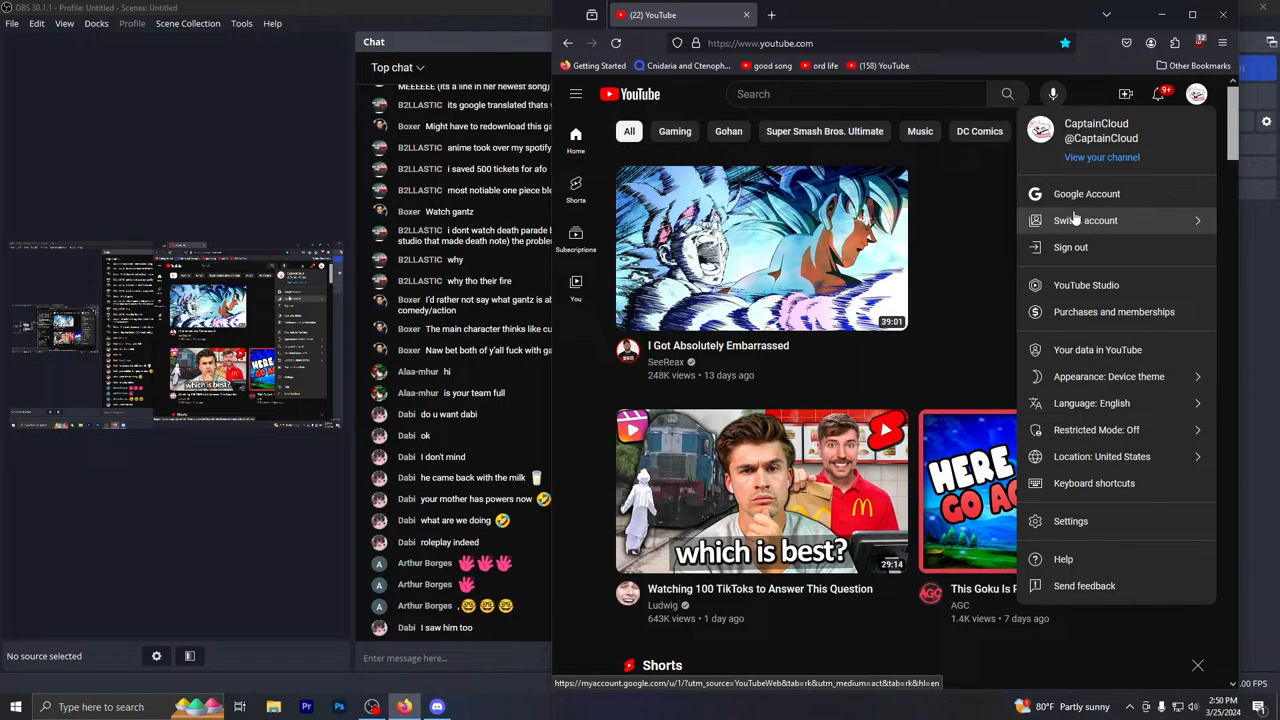 OBS 30.1.1 - Profile: Untitled - Scenes: Untitled
File
Edit
View
Docks
Profile
Scene Collection
Tools
Help
Chat
Top chat
MEEEEEE (its a line in her newest song)
B2LLASTIC its google translated thats
Boxer Might have to redownload this ga
B2LLASTIC anime took over my spotify
B2LLASTIC i saved 500 tickets for afo
B2LLASTIC most notiable one piece
Boxer Watch gantz
B2LLASTIC i dont watch death parade b
studio that made death note) the problem
B2LLASTIC why
B2LLASTIC why tho their fire
Boxer I'd rather not say what gantz is a
comedy/action
Boxer The main character thinks like cu
Boxer Naw bet both of y'all fuck with ga
Alaa-mhur hi
Alaa-mhur is your team full
Dabi do u want dabi
Dabi ok
Dabi I don't mind
Dabi he came back with the milk 🥛
Dabi your mother has powers now 🤣
Dabi what are we doing 🤣
Dabi roleplay indeed
Arthur Borges
Arthur Borges
Arthur Borges ,🤓🤓🤓
Dabi I saw him too
Enter message here...
No source selected
(22) YouTube
https://www.youtube.com
12
Getting Started
Cnidaria and Ctenoph...
good song
ord life
(158) YouTube
Other Bookmarks
YouTube
Search
9+
All
Gaming
Gohan
Super Smash Bros. Ultimate
Music
DC Comics
Home
Shorts
Subscriptions
You
39:01
I Got Absolutely Embarrassed
SeeReax
248K views • 13 days ago
which is best?
29:14
Watching 100 TikToks to Answer This Question
Ludwig
643K views • 1 day ago
HERE
GO AG
This Goku Is P
AGC
1.4K views • 7 days ago
Shorts
CaptainCloud
@CaptainCloud
View your channel
Google Account
Switch account
Sign out
YouTube Studio
Purchases and memberships
Your data in YouTube
Appearance: Device theme
Language: English
Restricted Mode: Off
Location: United States
Keyboard shortcuts
Settings
Help
Send feedback
https://myaccount.google.com/u/1/?utm_source=YouTubeWeb&tab=rk&utm_medium=act&tab=rk&hl=en
.00 FPS
Type here to search
Pr
80°F Partly sunny
2:50 PM
3/25/2024